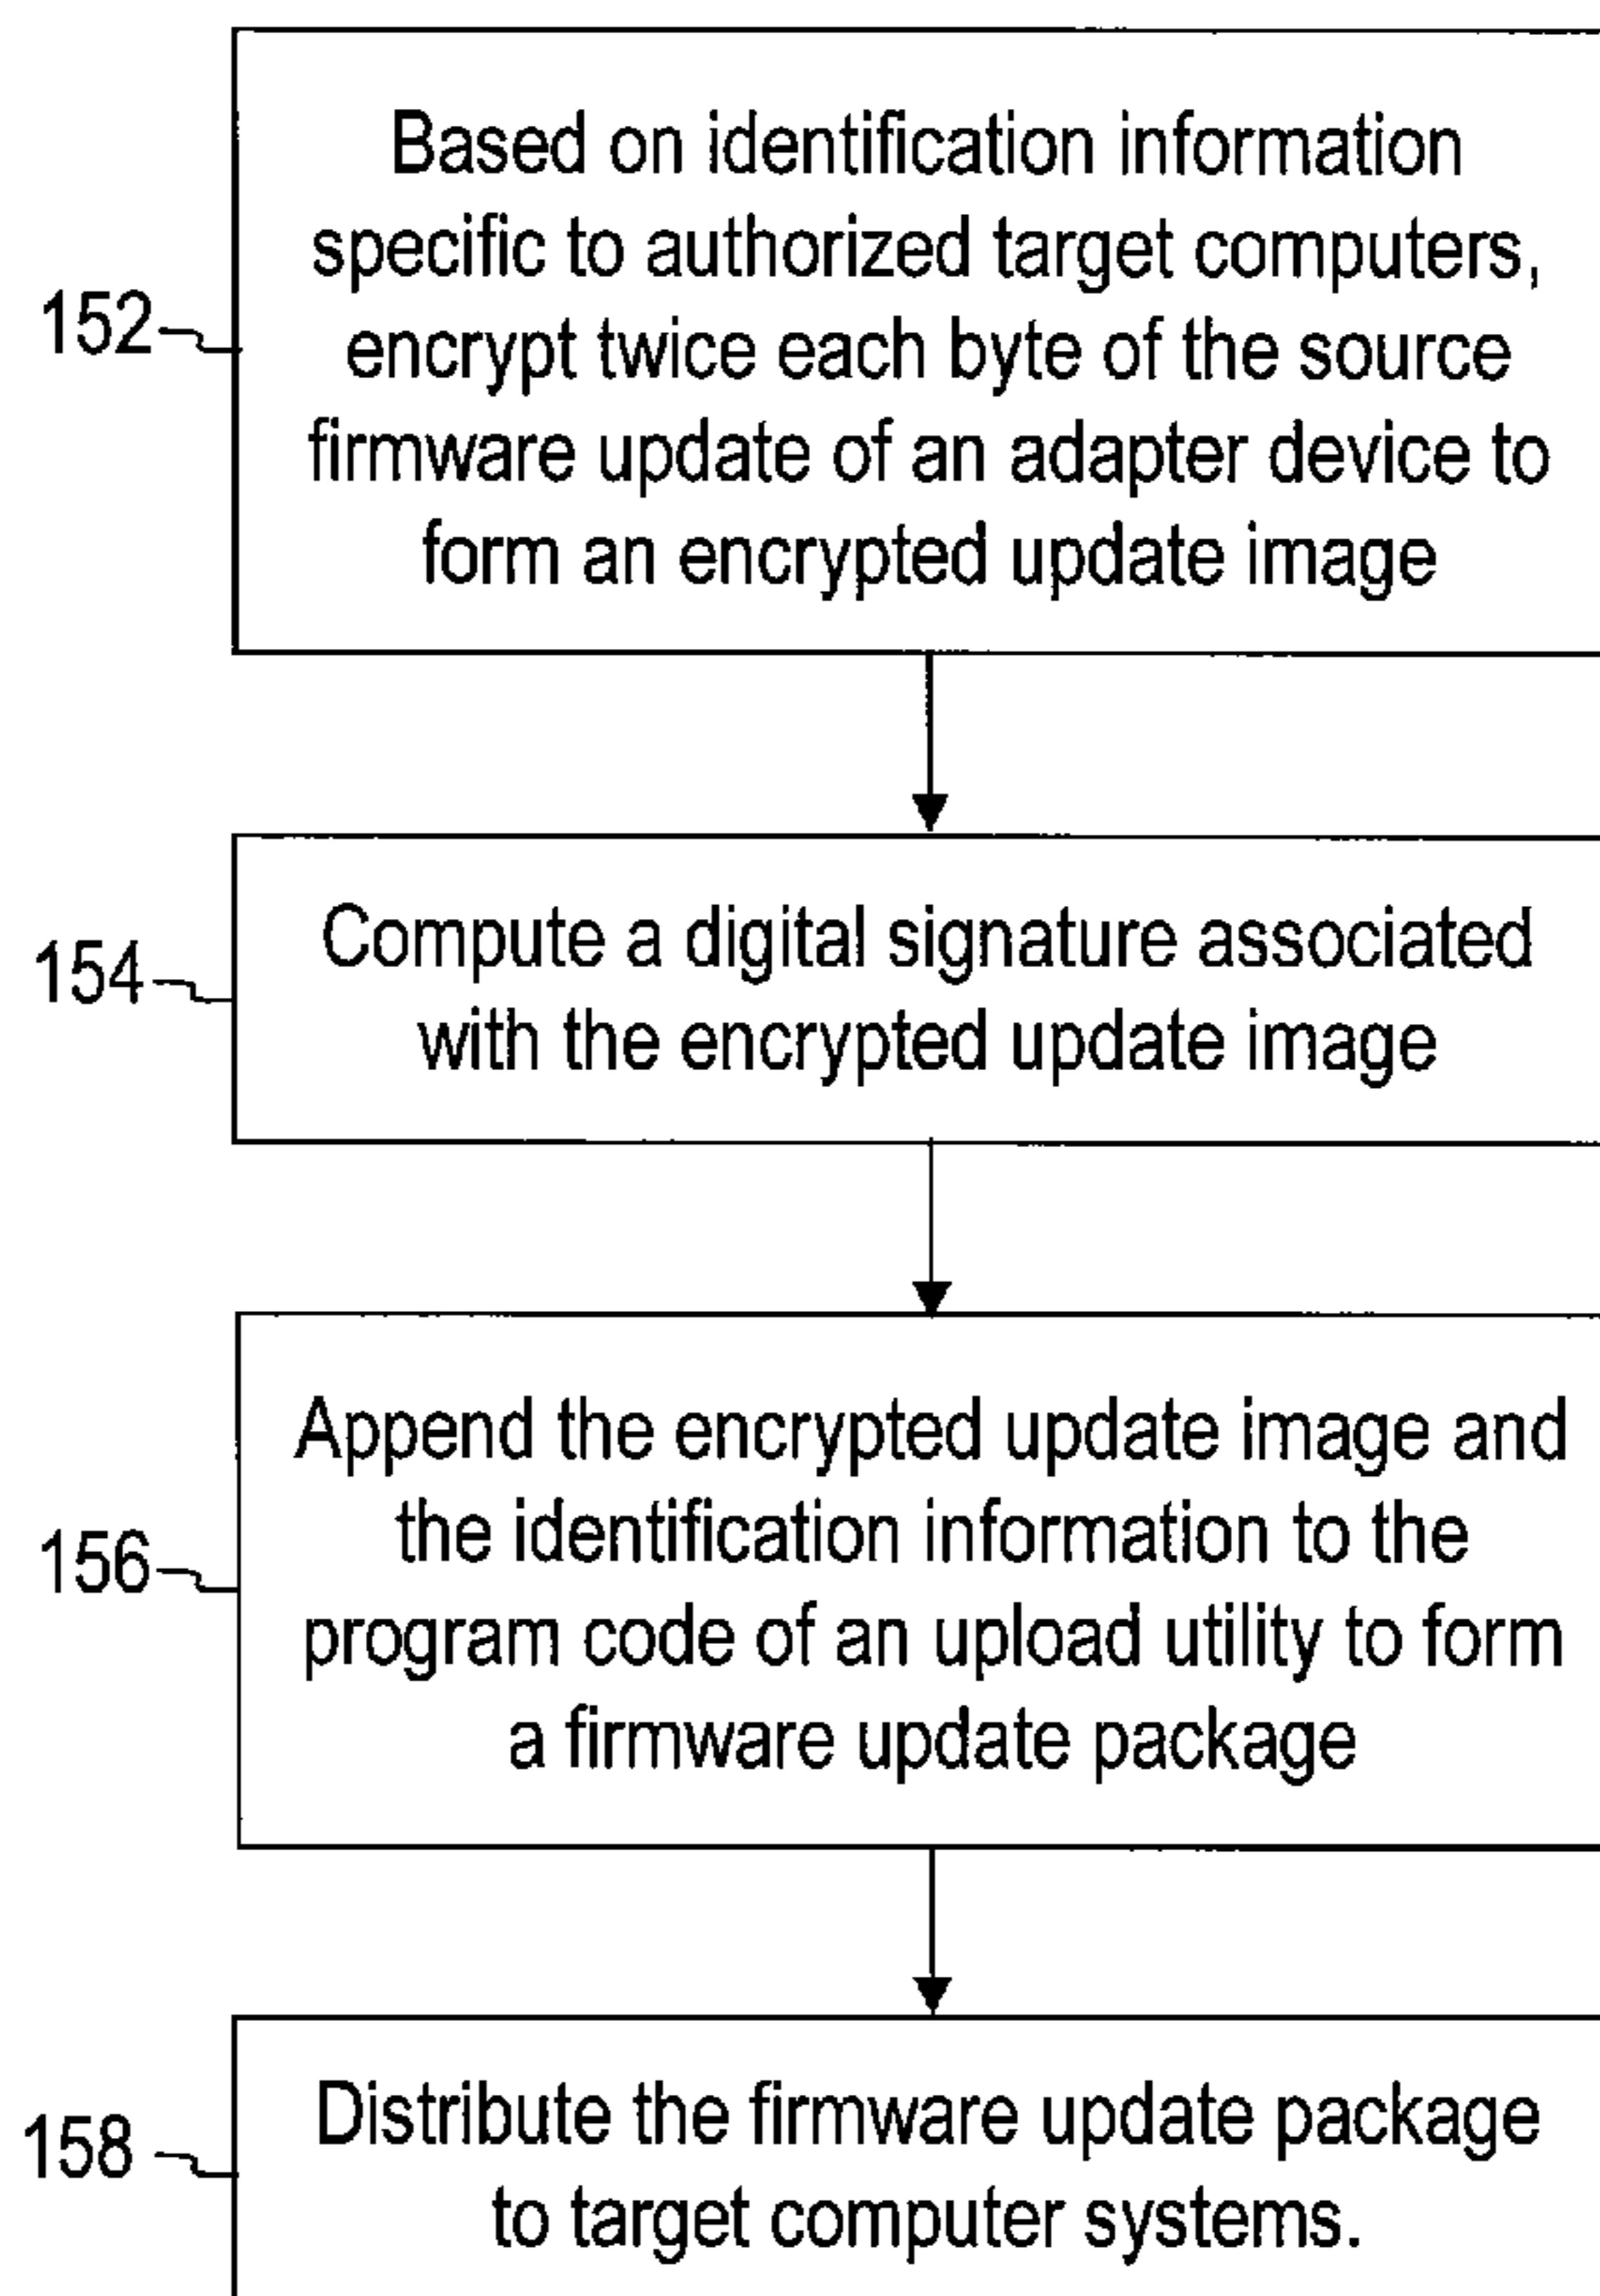 Based on identification information
specific to authorized target computers,
152
encrypt twice each byte of the source
firmware update of an adapter device to
form an encrypted update image
Compute a digital signature associated
154
with the encrypted update image
Append the encrypted update image and
the identification information to the
156
program code of an upload utility to form
a firmware update package
Distribute the firmware update package
158
to target computer systems.